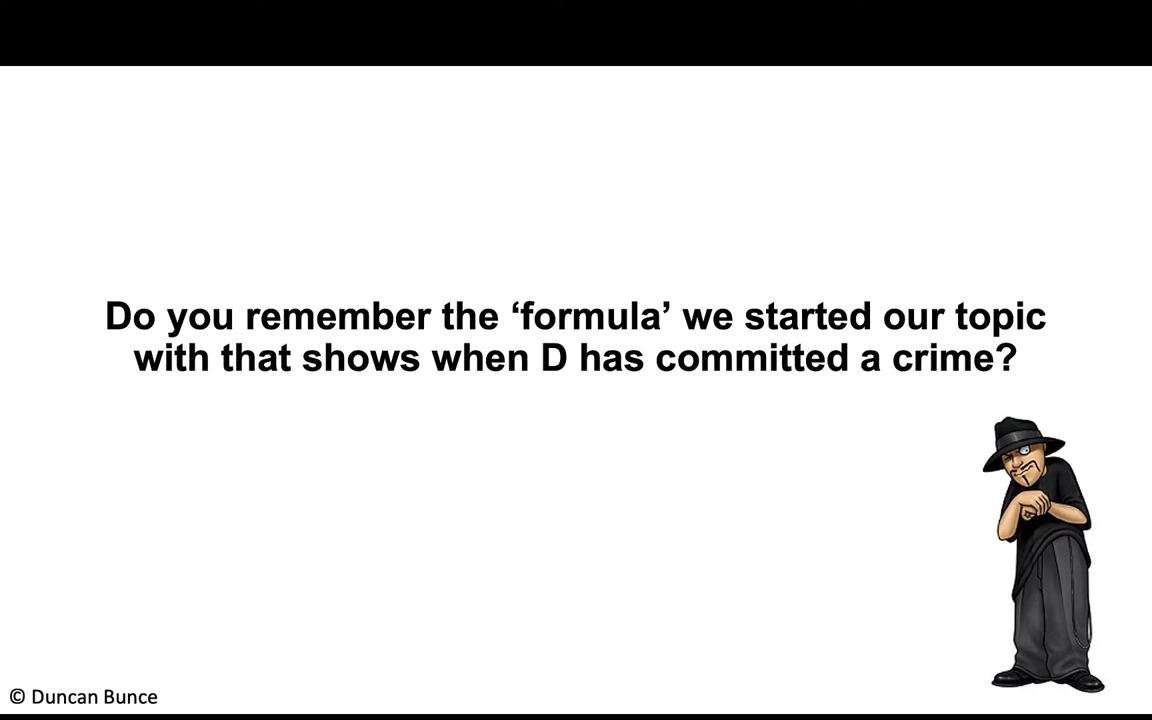 Do you remember the ‘formula’ we started our topic
with that shows when D has committed a crime?
© Duncan Bunce